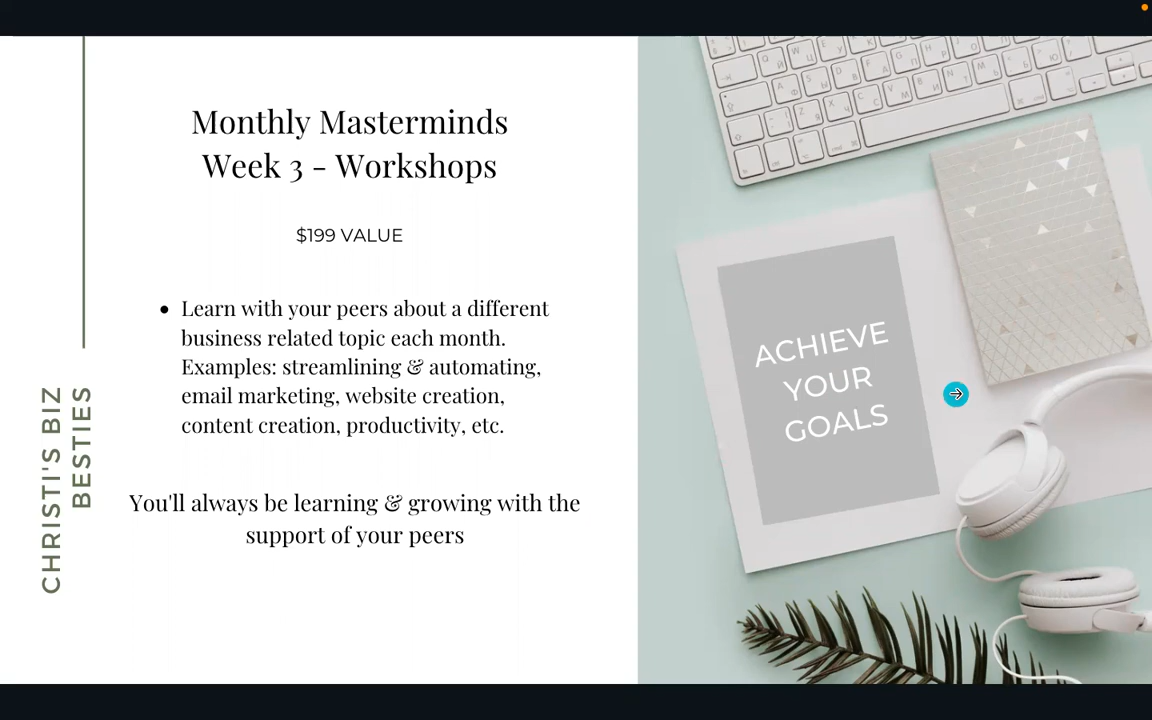 Monthly Masterminds
Week 3 - Workshops
$199 VALUE
• Learn with your peers about a different
business related topic each month.
Examples: streamlining & automating,
email marketing, website creation,
content creation, productivity, etc.
You'll always be learning & growing with the
support of your peers
CHRISTI'S BIZ
BESTIES
ACHIEVE
YOUR
GOALS